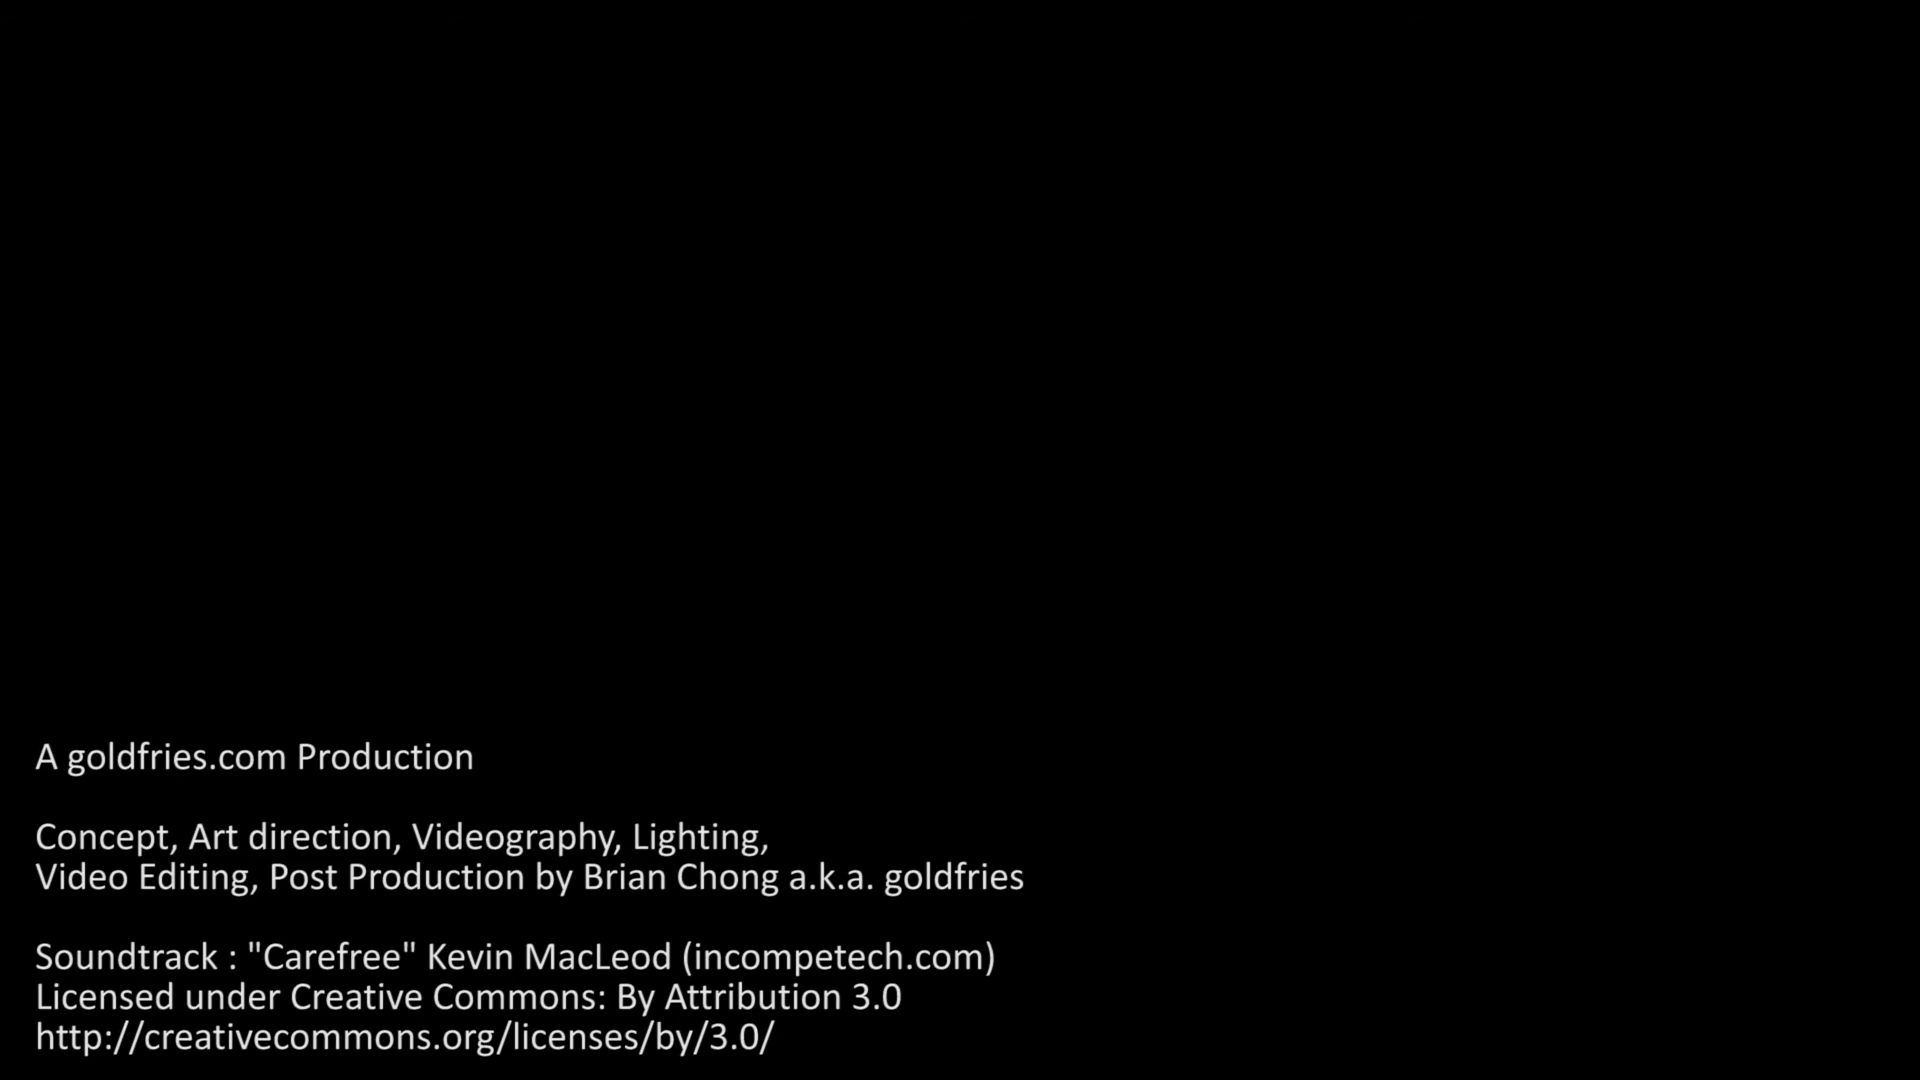 A goldfries.com Production
Concept, Art direction, Videography, Lighting,
Video Editing, Post Production by Brian Chong a.k.a. goldfries
Soundtrack : "Carefree" Kevin MacLeod (incompetech.com)
Licensed under Creative Commons: By Attribution 3.0
http://creativecommons.org/licenses/by/3.0/